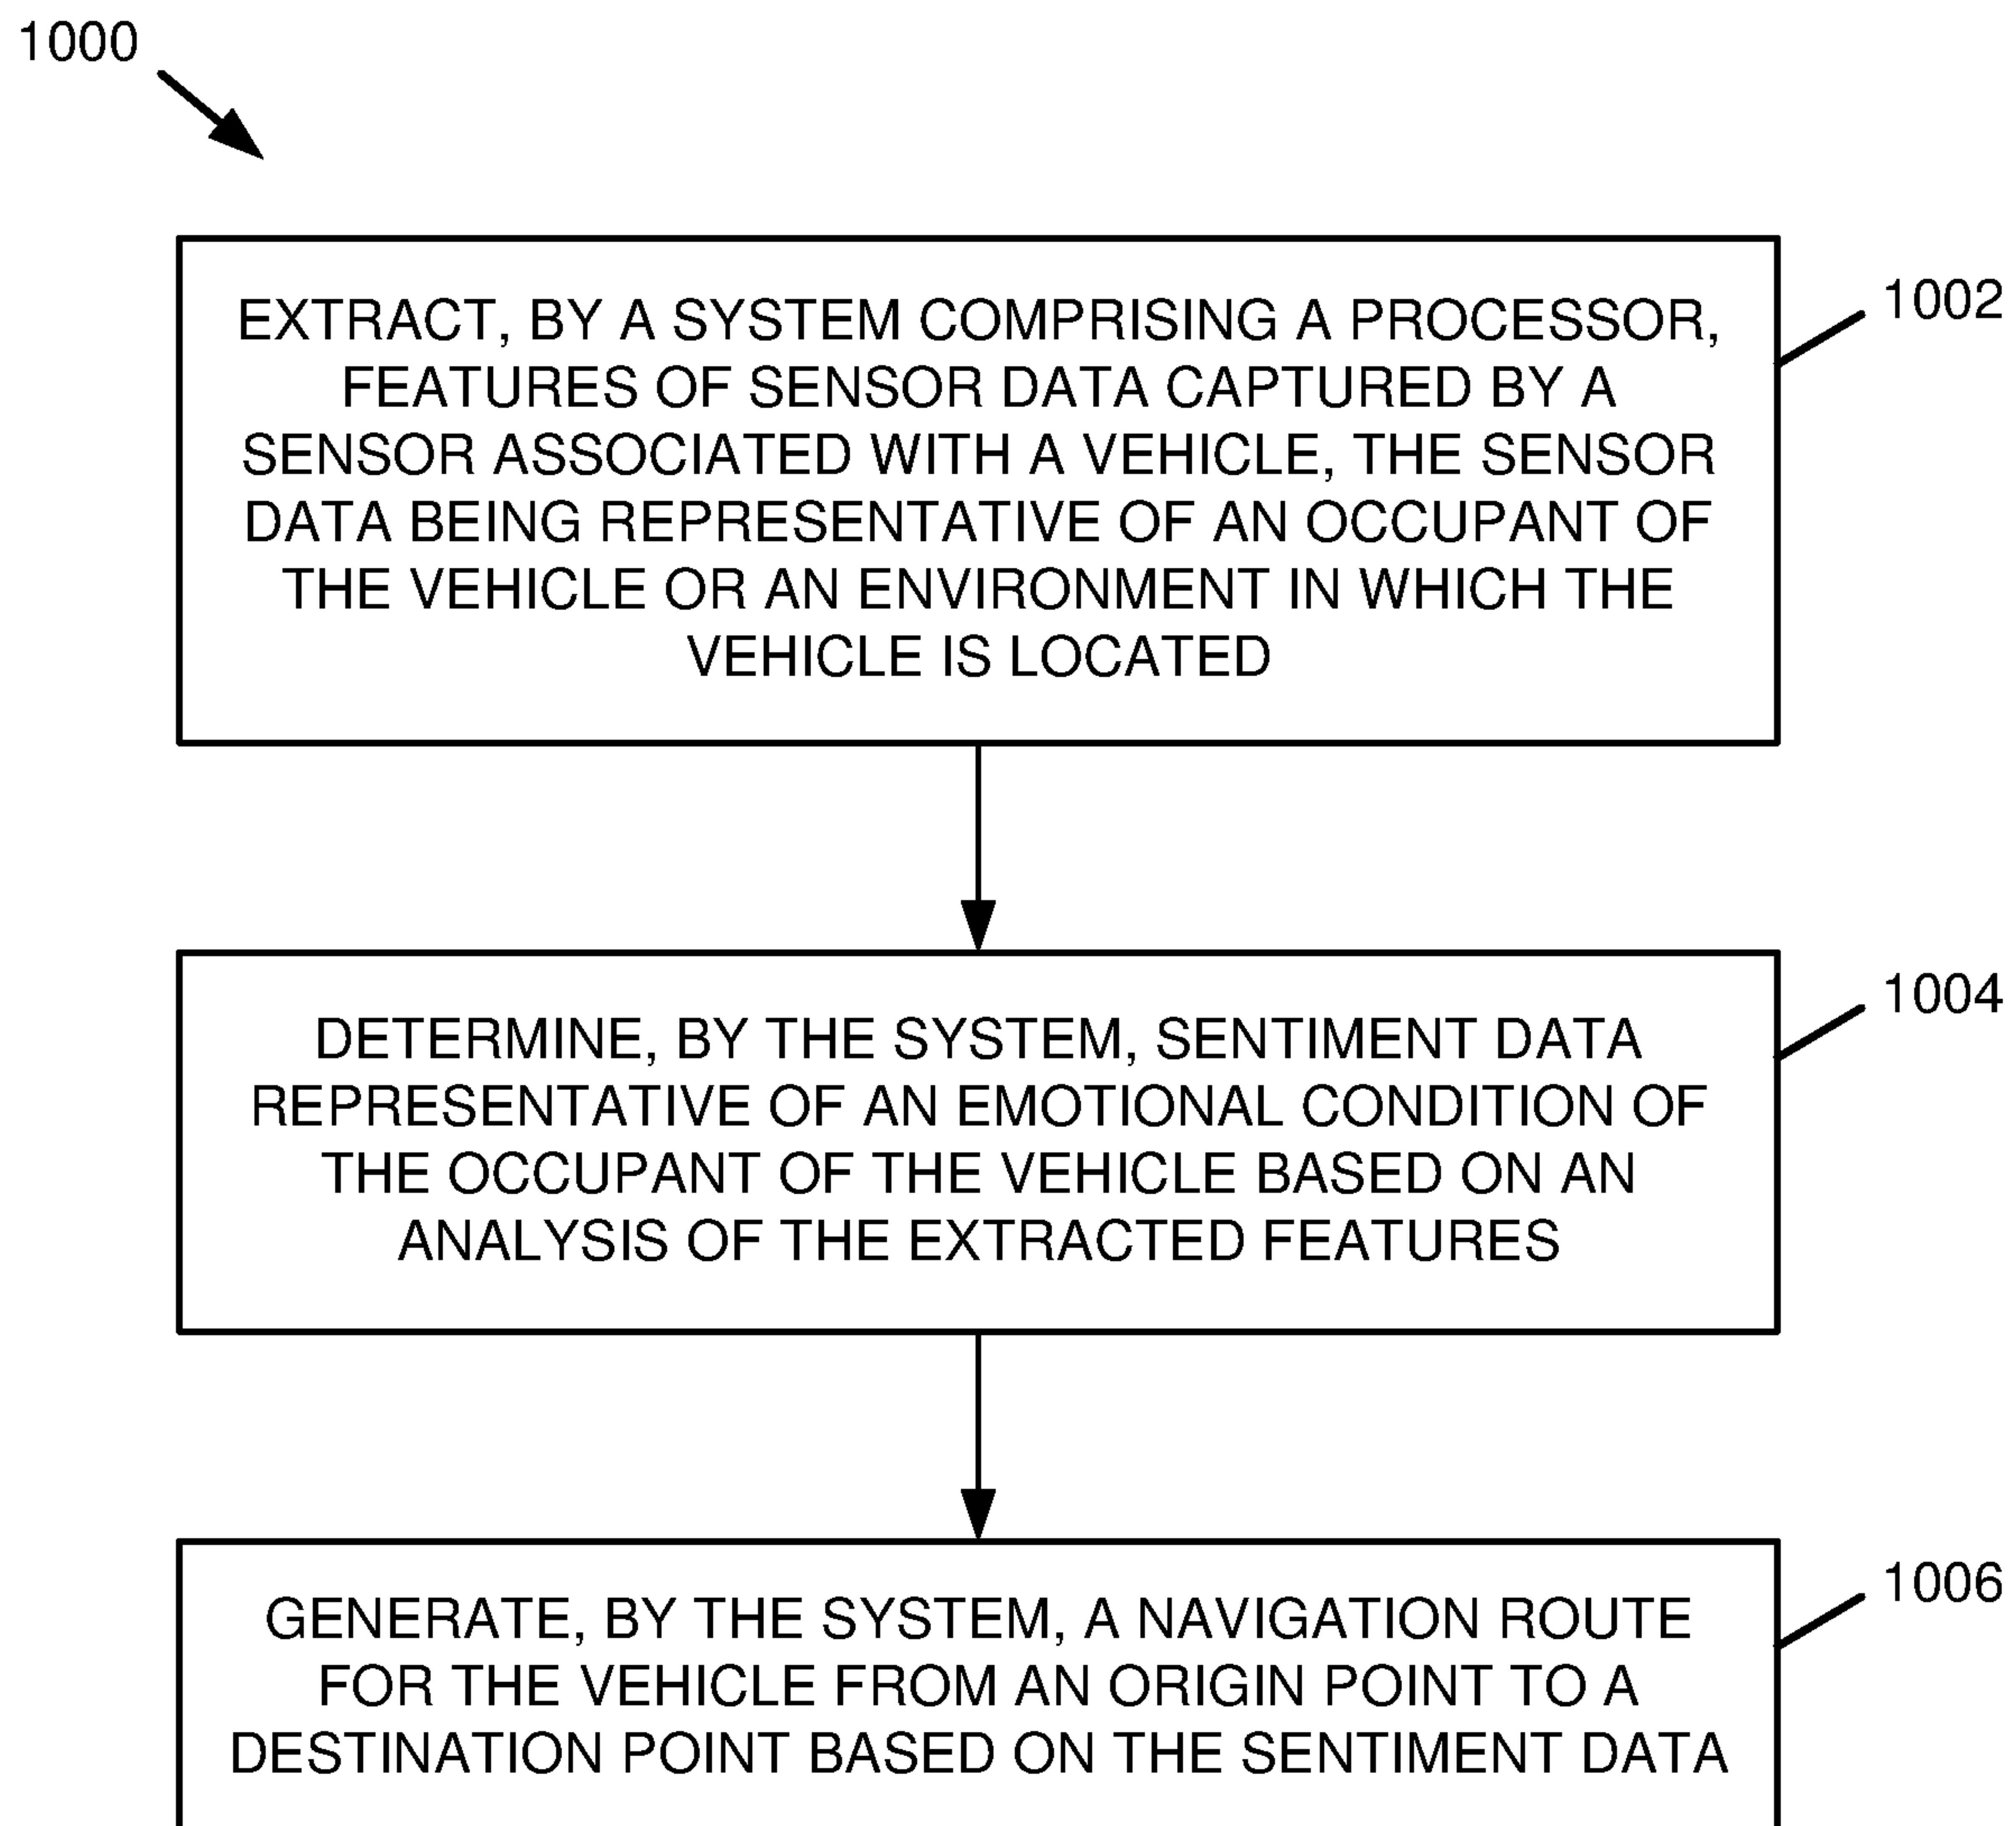 1000
EXTRACT, BY A SYSTEM COMPRISING A PROCESSOR,
FEATURES OF SENSOR DATA CAPTURED BY A
SENSOR ASSOCIATED WITH A VEHICLE, THE SENSOR
DATA BEING REPRESENTATIVE OF AN OCCUPANT OF
THE VEHICLE OR AN ENVIRONMENT IN WHICH THE
VEHICLE IS LOCATED
1002
DETERMINE, BY THE SYSTEM, SENTIMENT DATA
REPRESENTATIVE OF AN EMOTIONAL CONDITION OF
THE OCCUPANT OF THE VEHICLE BASED ON AN
ANALYSIS OF THE EXTRACTED FEATURES
1004
GENERATE, BY THE SYSTEM, A NAVIGATION ROUTE
FOR THE VEHICLE FROM AN ORIGIN POINT TO A
DESTINATION POINT BASED ON THE SENTIMENT DATA
1006